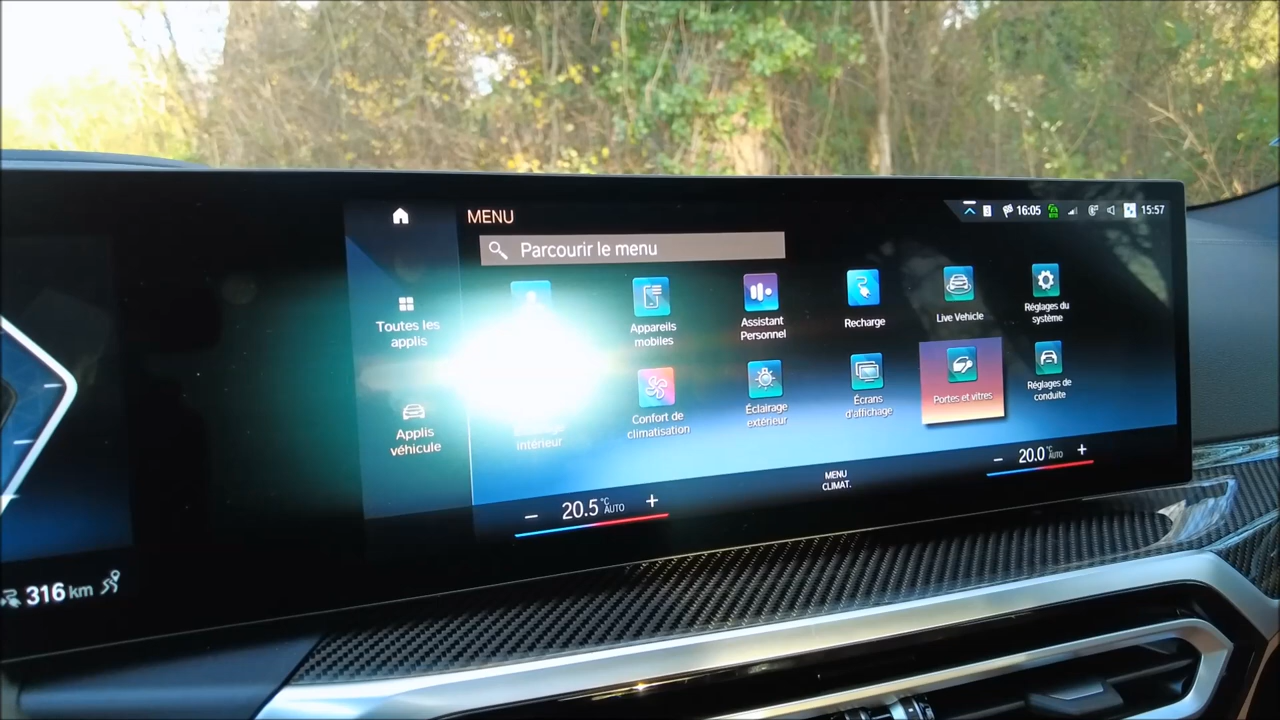 MENU
16:05
15:57
Parcourir le menu
Toutes les
applis
Appareils
mobiles
Assistant
Personnel
Recharge
Live Vehicle
Réglages du
système
Applis
véhicule
intérieur
Confort de
climatisation
Éclairage
extérieur
Écrans
d'affichage
Portes et vitres
Réglages de
conduite
20.5 °C
AUTO
MENU
CLIMAT.
20.0 °C
AUTO
316 km